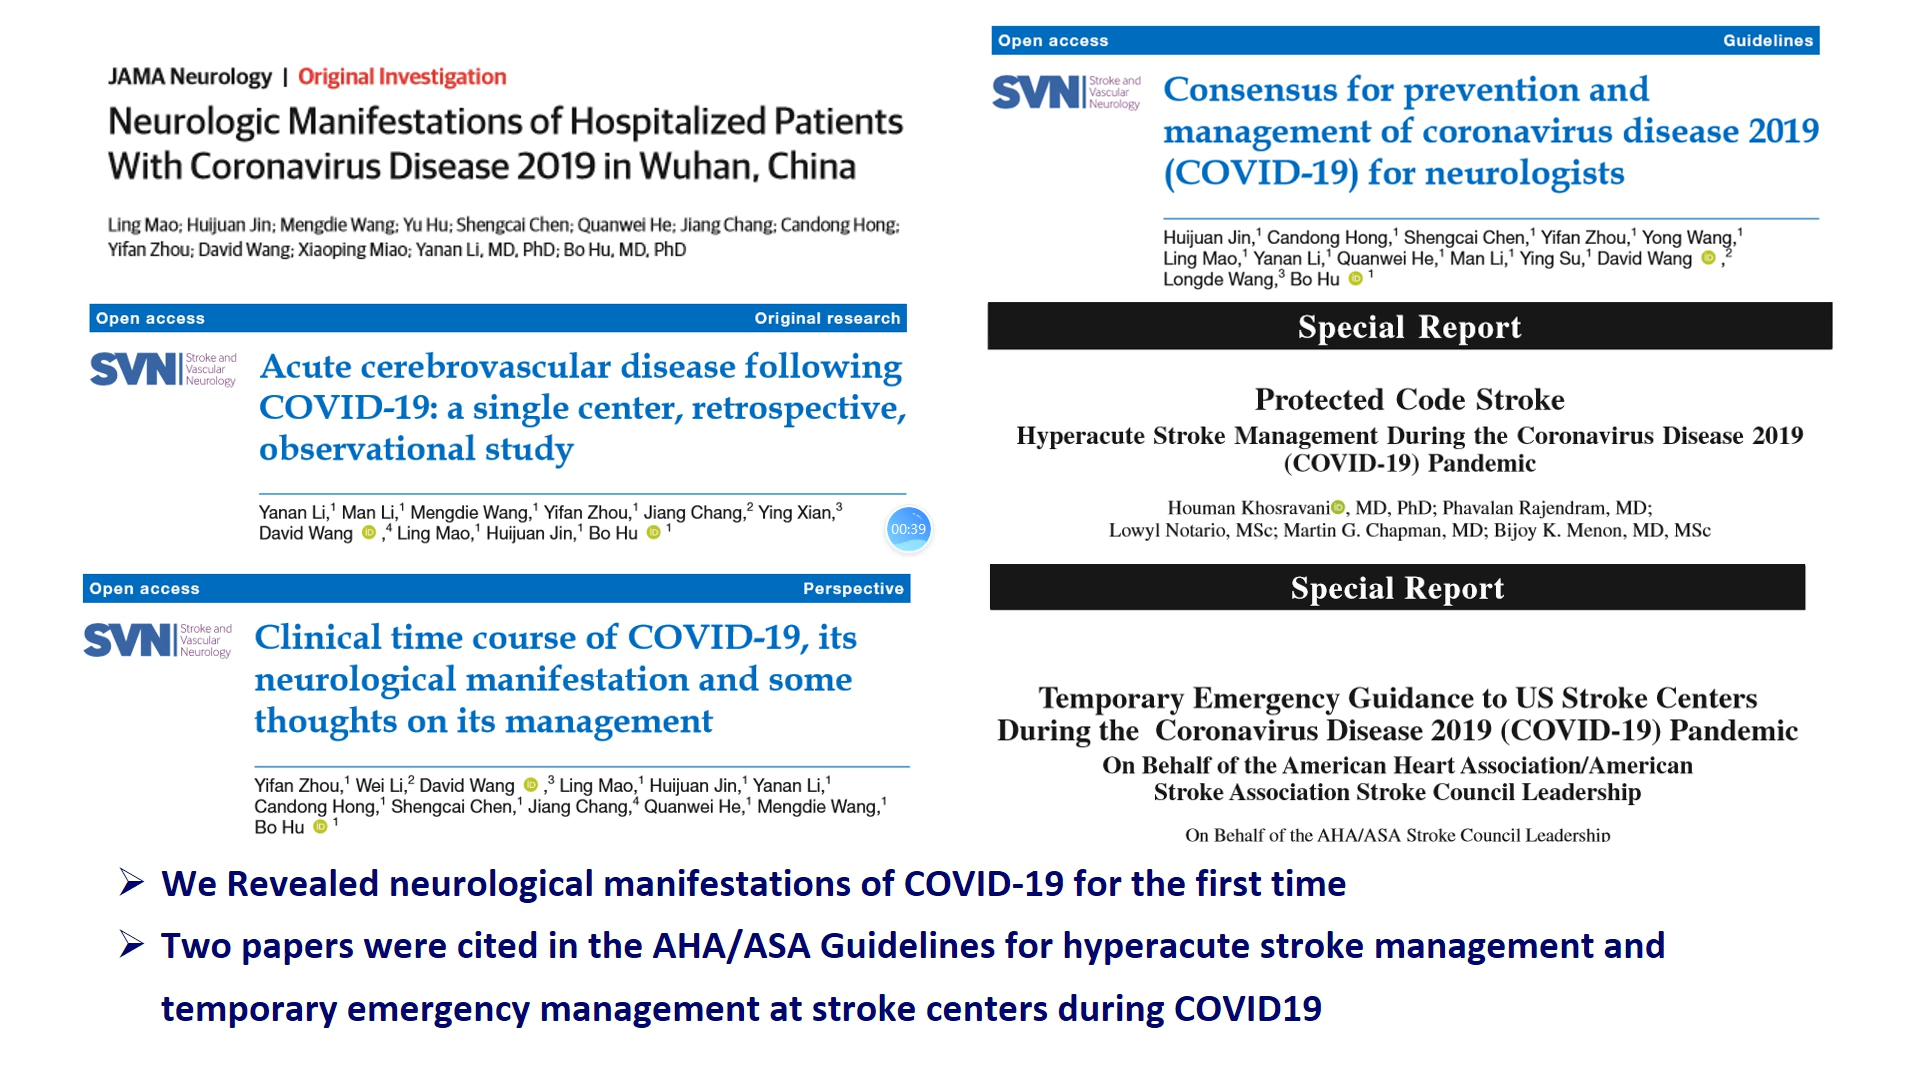 JAMA Neurology | Original Investigation
Neurologic Manifestations of Hospitalized Patients
With Coronavirus Disease 2019 in Wuhan, China
Ling Mao; Huijuan Jin; Mengdie Wang; Yu Hu; Shengcai Chen; Quanwei He; Jiang Chang; Candong Hong;
Yifan Zhou; David Wang; Xiaoping Miao; Yanan Li, MD, PhD; Bo Hu, MD, PhD
Open access Original research
SVN Stroke and
Vascular
Neurology
Acute cerebrovascular disease following
COVID-19: a single center, retrospective,
observational study
Yanan Li,¹ Man Li,¹ Mengdie Wang,¹ Yifan Zhou,¹ Jiang Chang,² Ying Xian,³
David Wang iD ,⁴ Ling Mao,¹ Huijuan Jin,¹ Bo Hu iD ¹
00:39
Open access Perspective
SVN Stroke and
Vascular
Neurology
Clinical time course of COVID-19, its
neurological manifestation and some
thoughts on its management
Yifan Zhou,¹ Wei Li,² David Wang iD ,³ Ling Mao,¹ Huijuan Jin,¹ Yanan Li,¹
Candong Hong,¹ Shengcai Chen,¹ Jiang Chang,⁴ Quanwei He,¹ Mengdie Wang,¹
Bo Hu iD ¹
Open access Guidelines
SVN Stroke and
Vascular
Neurology
Consensus for prevention and
management of coronavirus disease 2019
(COVID-19) for neurologists
Huijuan Jin,¹ Candong Hong,¹ Shengcai Chen,¹ Yifan Zhou,¹ Yong Wang,¹
Ling Mao,¹ Yanan Li,¹ Quanwei He,¹ Man Li,¹ Ying Su,¹ David Wang iD ,²
Longde Wang,³ Bo Hu iD ¹
Special Report
Protected Code Stroke
Hyperacute Stroke Management During the Coronavirus Disease 2019
(COVID-19) Pandemic
Houman Khosravani iD, MD, PhD; Phavalan Rajendram, MD;
Lowyl Notario, MSc; Martin G. Chapman, MD; Bijoy K. Menon, MD, MSc
Special Report
Temporary Emergency Guidance to US Stroke Centers
During the Coronavirus Disease 2019 (COVID-19) Pandemic
On Behalf of the American Heart Association/American
Stroke Association Stroke Council Leadership
On Behalf of the AHA/ASA Stroke Council Leadership
➢ We Revealed neurological manifestations of COVID-19 for the first time
➢ Two papers were cited in the AHA/ASA Guidelines for hyperacute stroke management and
temporary emergency management at stroke centers during COVID19